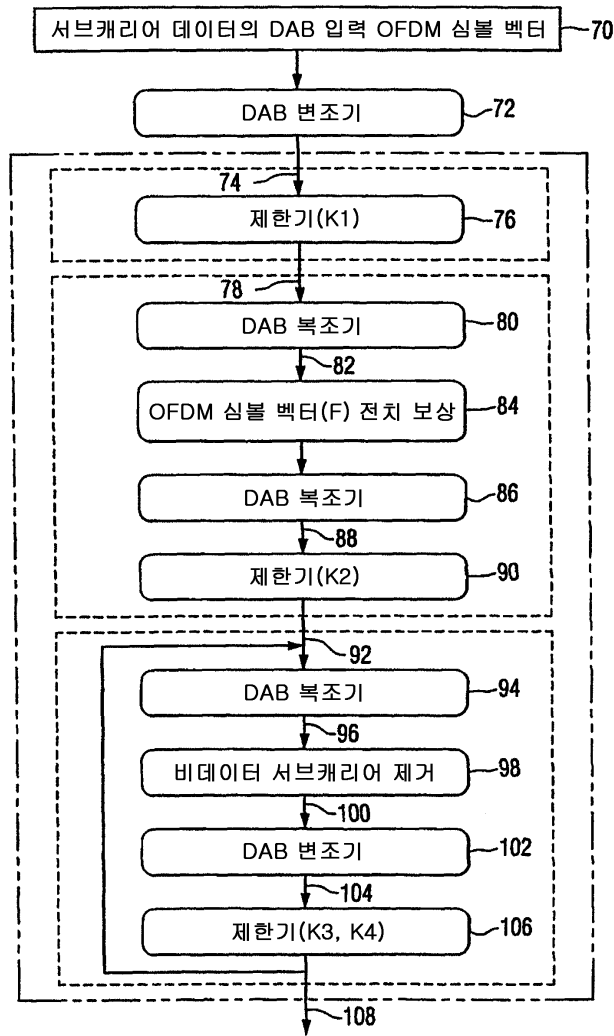 서브캐리어 데이터의 DAB 입력 OFDM 심볼 벡터 70
DAB 변조기 72
74
제한기(K1) 76
78
DAB 복조기 80
82
OFDM 심볼 벡터(F) 전치 보상 84
DAB 복조기 86
88
제한기(K2) 90
92
DAB 복조기 94
96
비데이터 서브캐리어 제거 98
100
DAB 변조기 102
104
제한기(K3, K4) 106
108